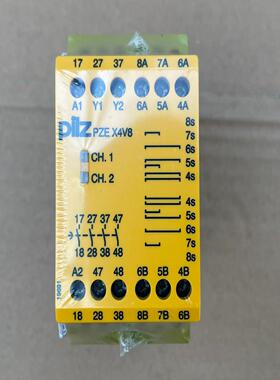 17 27 37 8A 7A 6A
A1 Y1 Y2 6A 5A 4A
pilz PZE X4V8
8s
7s
CH. 1
6s
5s
CH. 2
4s
4s
5s
17 27 37 47
6s
7s
18 28 38 48
8s
A2 47 48 6B 5B 4B
18 28 38 8B 7B 6B